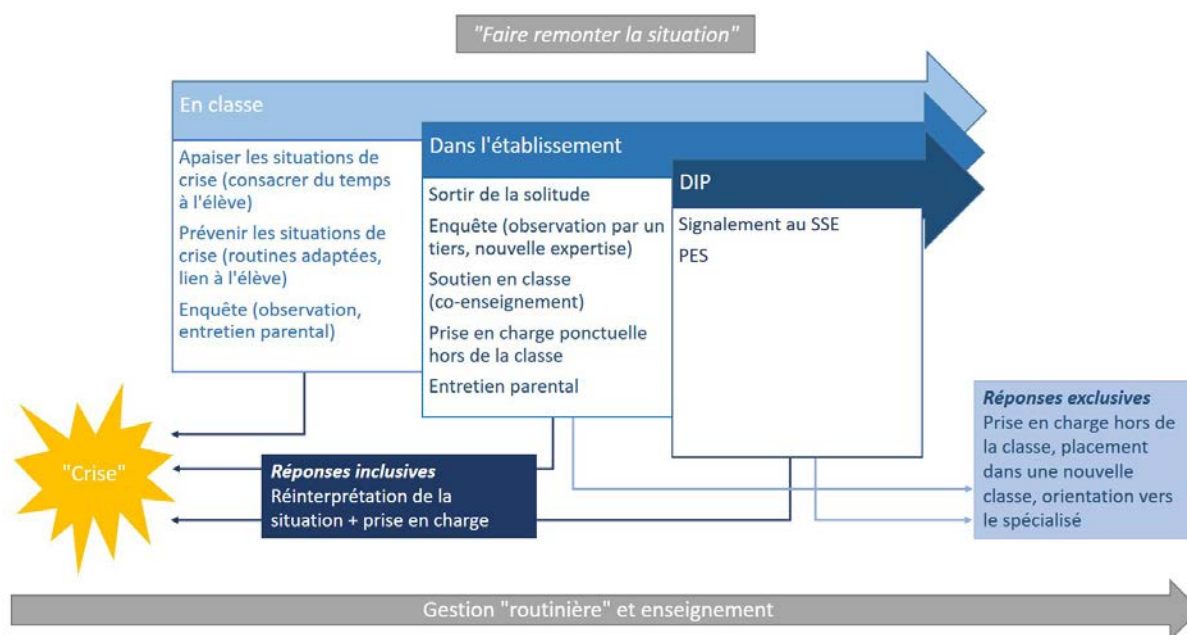 "Faire remonter la situation"
En classe
Apaiser les situations de
crise (consacrer du temps
à l'élève)
Prévenir les situations de
crise (routines adaptées,
lien à l'élève)
Enquête (observation,
entretien parental)
Dans l'établissement
Sortir de la solitude
Enquête (observation par un
tiers, nouvelle expertise)
Soutien en classe
(co-enseignement)
Prise en charge ponctuelle
hors de la classe
Entretien parental
DIP
Signalement au SSE
PES
"Crise"
Réponses inclusives
Réinterprétation de la
situation + prise en charge
Réponses exclusives
Prise en charge hors de
la classe, placement
dans une nouvelle
classe, orientation vers
le spécialisé
Gestion "routinière" et enseignement